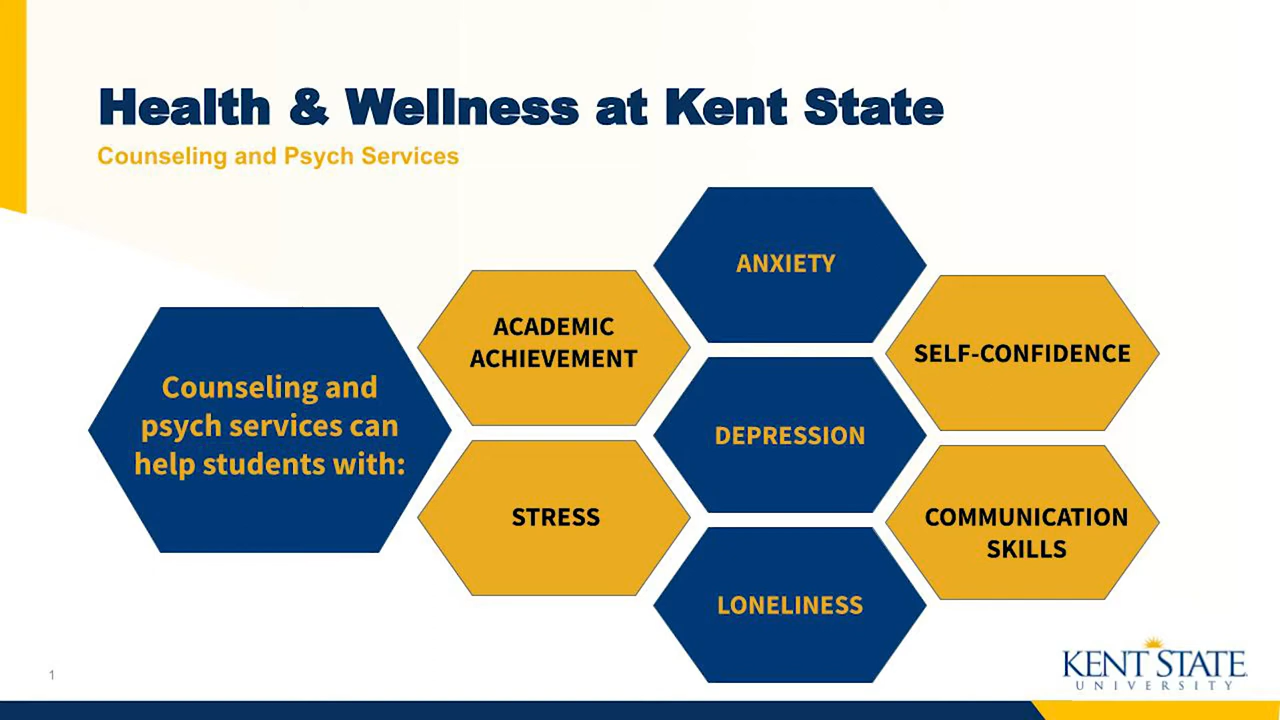 Health & Wellness at Kent State
Counseling and Psych Services
Counseling and
psych services can
help students with:
ACADEMIC
ACHIEVEMENT
STRESS
ANXIETY
DEPRESSION
LONELINESS
SELF-CONFIDENCE
COMMUNICATION
SKILLS
1
KENT STATE
UNIVERSITY